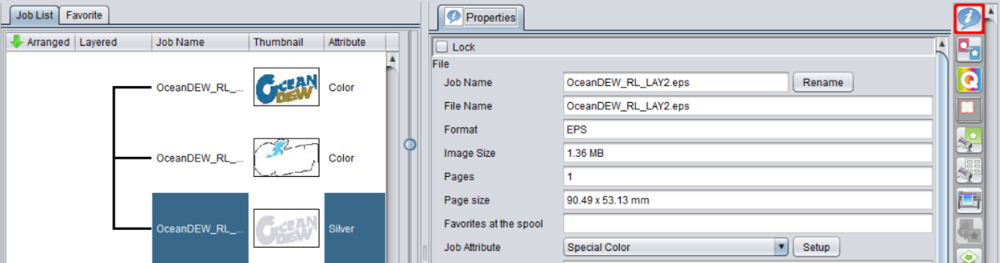 Job List Favorite
Arranged Layered Job Name Thumbnail Attribute
OceanDEW_RL_... OCEAN DEW Color
OceanDEW_RL_... Color
OceanDEW_RL_... OCEAN DEW Silver
Properties
Lock
File
Job Name OceanDEW_RL_LAY2.eps Rename
File Name OceanDEW_RL_LAY2.eps
Format EPS
Image Size 1.36 MB
Pages 1
Page size 90.49 x 53.13 mm
Favorites at the spool
Job Attribute Special Color Setup